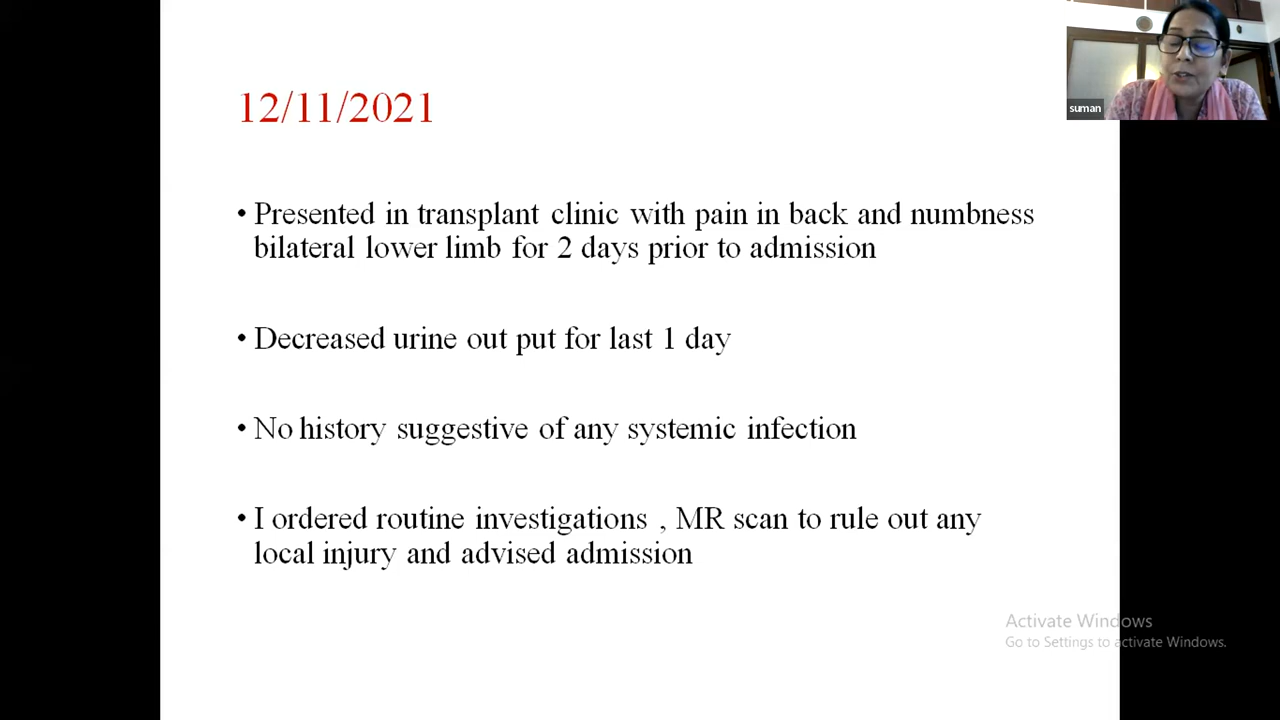 12/11/2021
• Presented in transplant clinic with pain in back and numbness
bilateral lower limb for 2 days prior to admission
• Decreased urine out put for last 1 day
• No history suggestive of any systemic infection
• I ordered routine investigations , MR scan to rule out any
local injury and advised admission
suman
Activate Windows
Go to Settings to activate Windows.